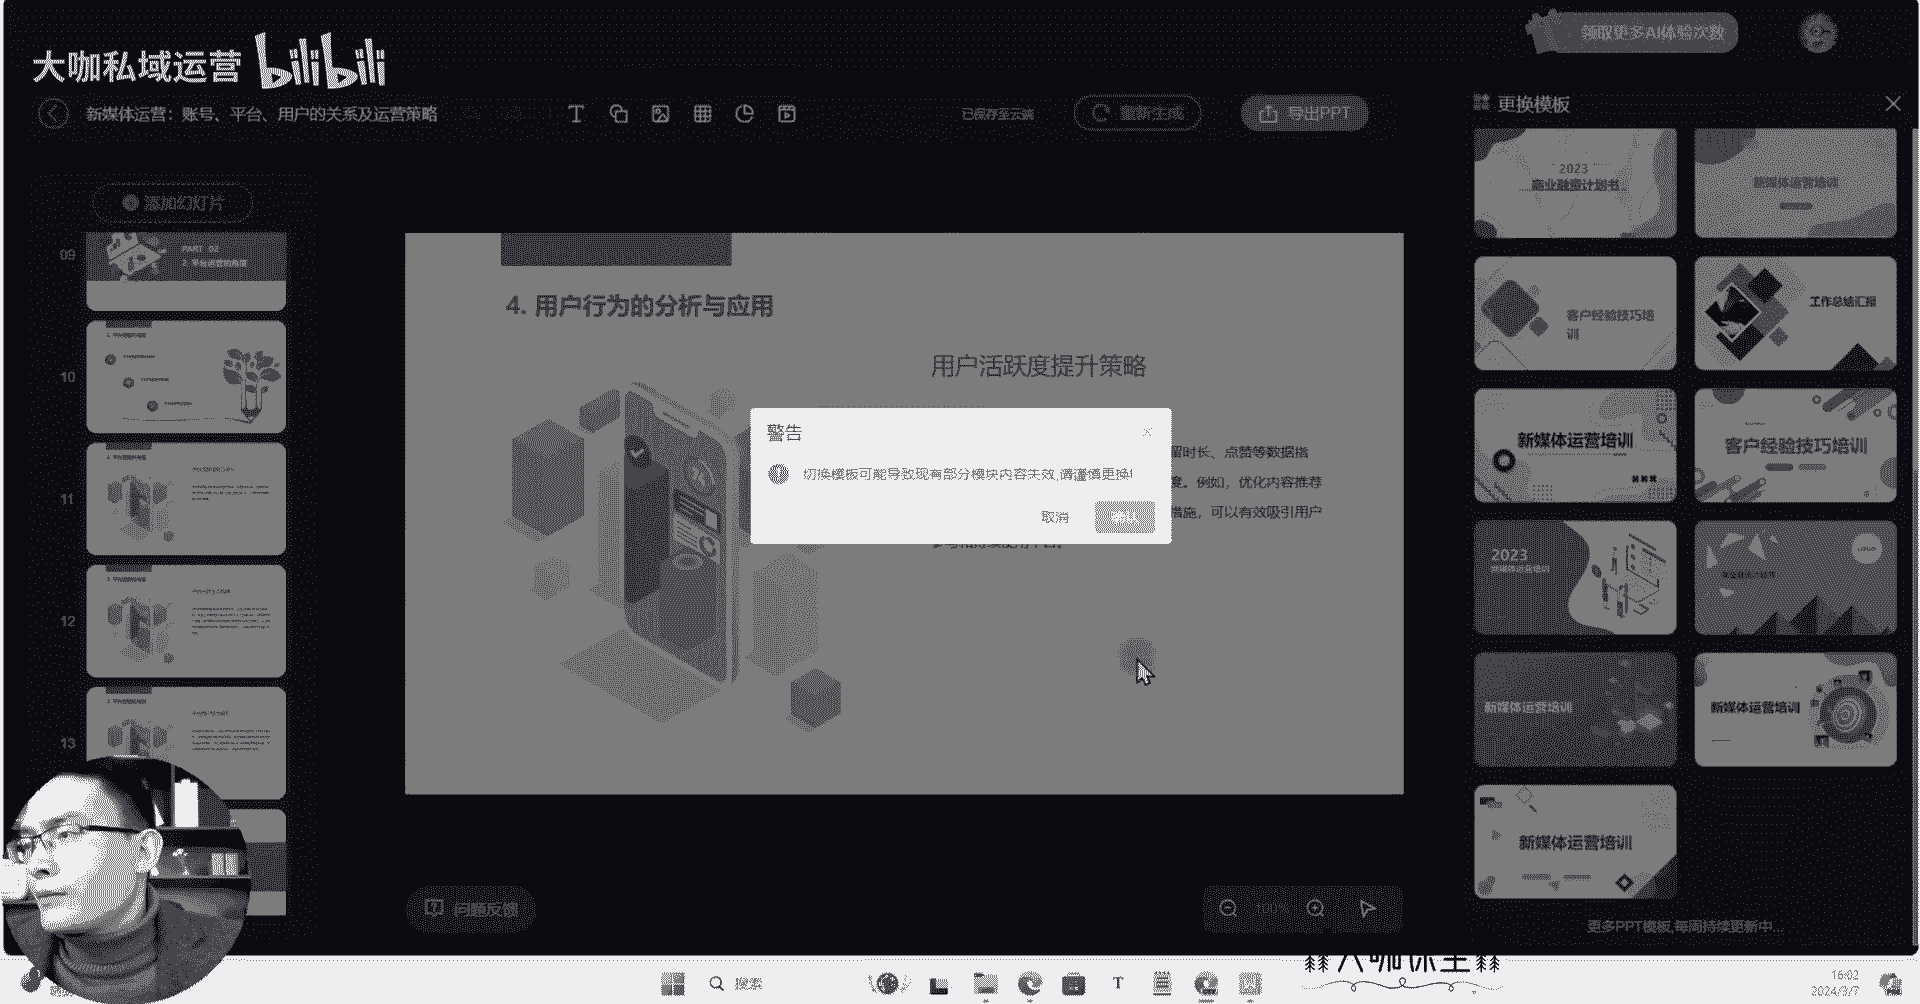 大咖私域运营 bilibili
领取更多AI体验次数
新媒体运营：账号、平台、用户的关系及运营策略
已保存至云端
重新生成
导出PPT
更换模板
添加幻灯片
09
PART 02
2. 平台运营的角度
10
11
12
13
4. 用户行为的分析与应用
用户活跃度提升策略
留时长、点赞等数据指
度。例如，优化内容推荐
措施，可以有效吸引用户
警告
切换模板可能导致现有部分模块内容失效,请谨慎更换!
取消
确认
2023
商业融资计划书
新媒体运营培训
客户经验技巧培
训
工作总结汇报
新媒体运营培训
客户经验技巧培训
2023
新媒体运营培训
LOGO
新媒体运营培训
新媒体运营培训
新媒体运营培训
更多PPT模板,每周持续更新中...
问题反馈
100%
搜索
大咖课堂
16:02
2024/3/7